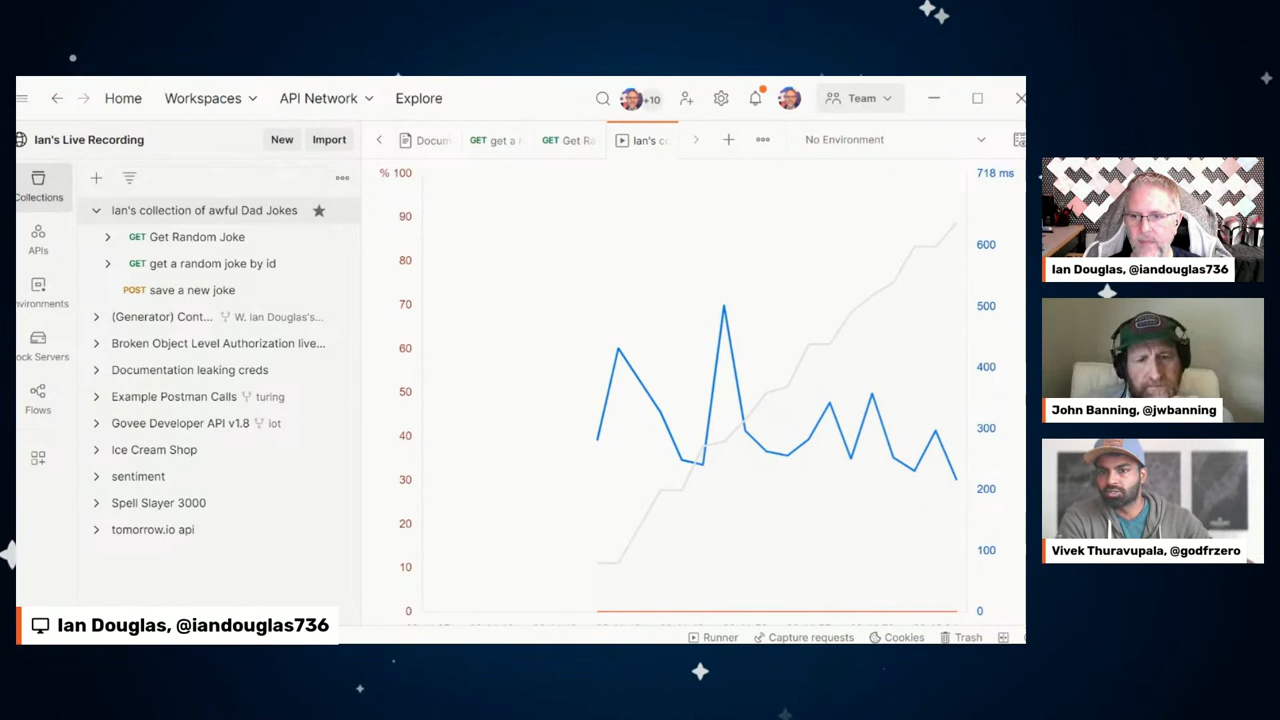 Home Workspaces API Network Explore +10 Team
Ian's Live Recording New Import Docum GET get a r GET Get Ra Ian's co No Environment
Collections
APIs
nvironments
ock Servers
Flows
Ian's collection of awful Dad Jokes
GET Get Random Joke
GET get a random joke by id
POST save a new joke
(Generator) Cont... W. Ian Douglas's...
Broken Object Level Authorization live...
Documentation leaking creds
Example Postman Calls turing
Govee Developer API v1.8 iot
Ice Cream Shop
sentiment
Spell Slayer 3000
tomorrow.io api
% 100 718 ms
90
80 600
70
500
60
400
50
40 300
30
200
20
10 100
0 0
Runner Capture requests Cookies Trash
Ian Douglas, @iandouglas736
Ian Douglas, @iandouglas736
John Banning, @jwbanning
Vivek Thuravupala, @godfrzero